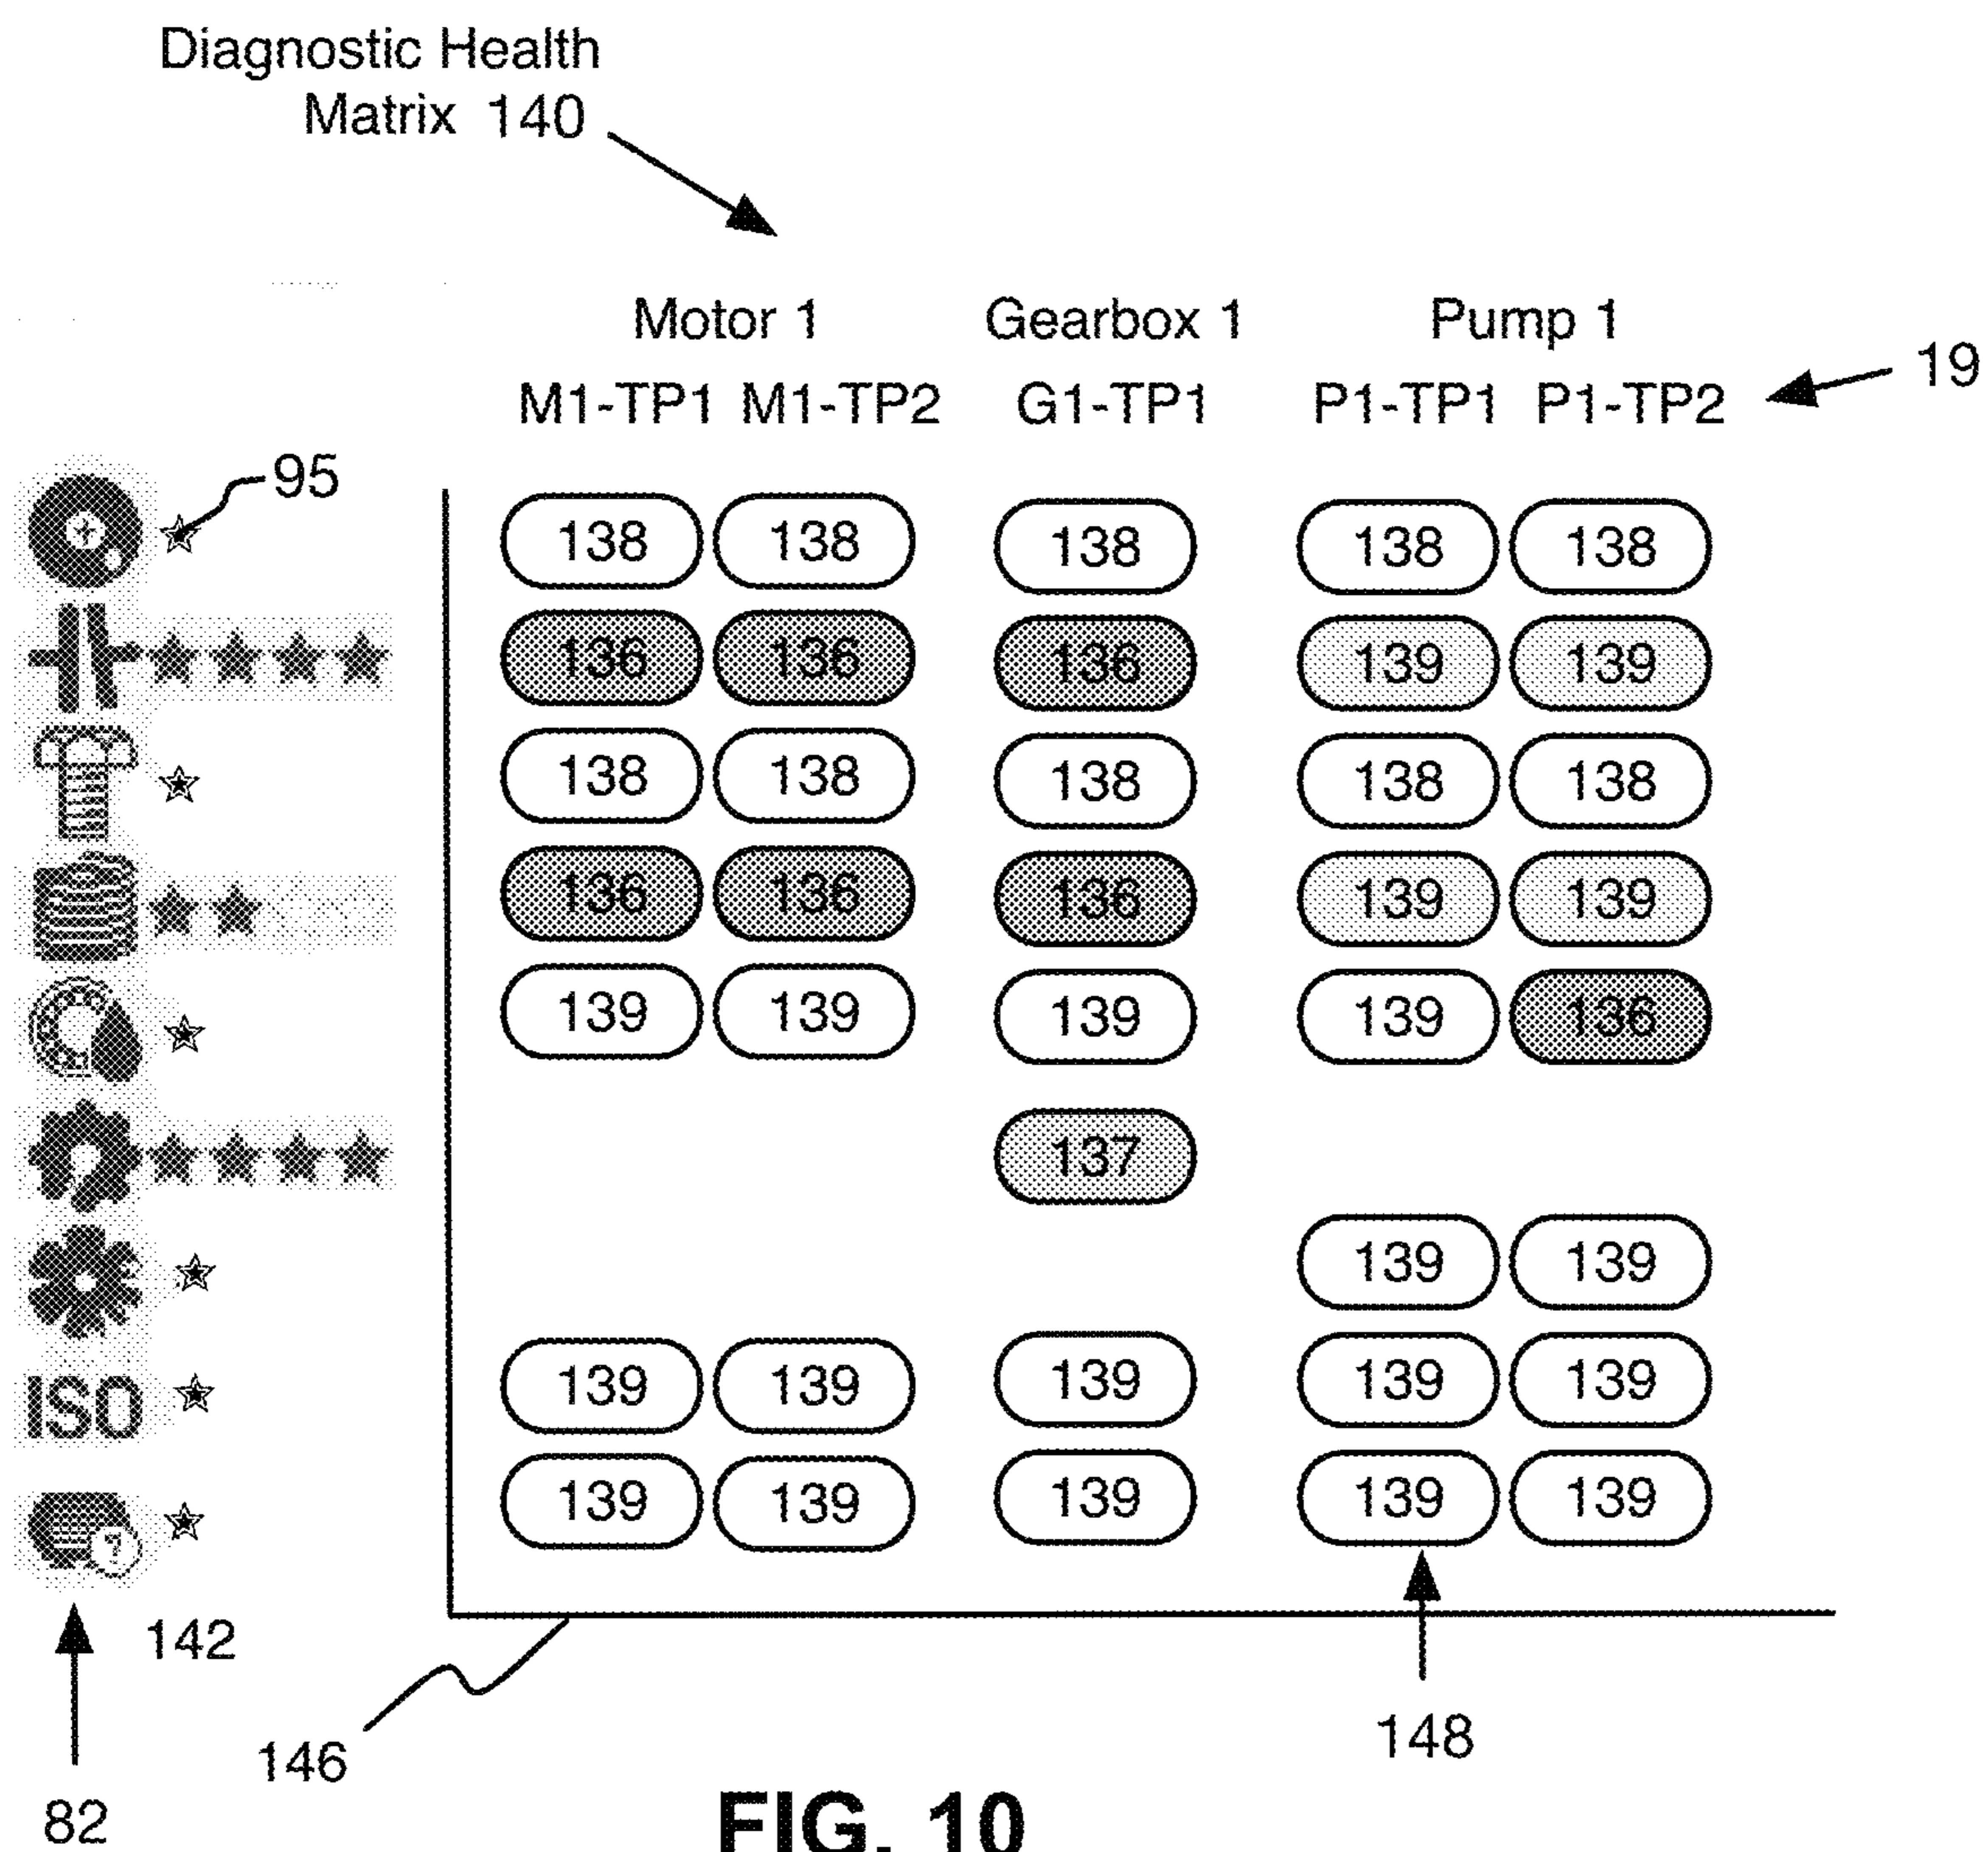 Diagnostic Health
Matrix 140
Motor 1 Gearbox 1 Pump 1
M1-TP1 M1-TP2 G1-TP1 P1-TP1 P1-TP2 19
95
138 138 138 138 138
136 136 136 139 139
138 138 138 138 138
136 136 136 139 139
139 139 139 139 136
137
139 139
ISO 139 139 139 139 139
? 139 139 139 139 139
142
146 148
82
FIG. 10